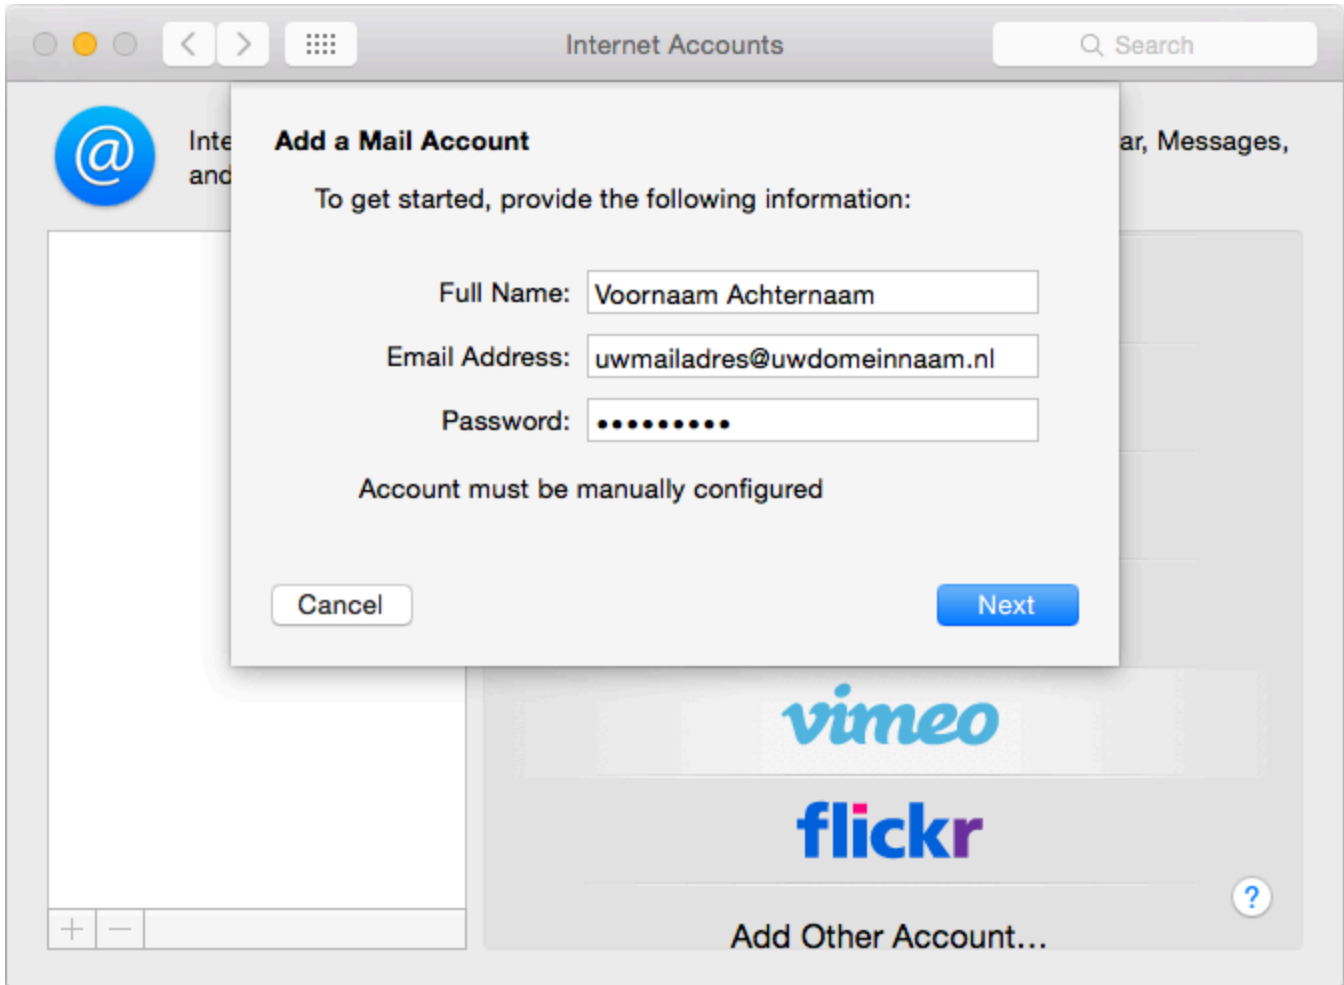 Internet Accounts
Search
@
Inte
ar, Messages,
and
Add a Mail Account
To get started, provide the following information:
Full Name: Voornaam Achternaam
Email Address: uwmailadres@uwdomeinnaam.nl
Password: •••••••••
Account must be manually configured
Cancel
Next
vimeo
flickr
?
Add Other Account...